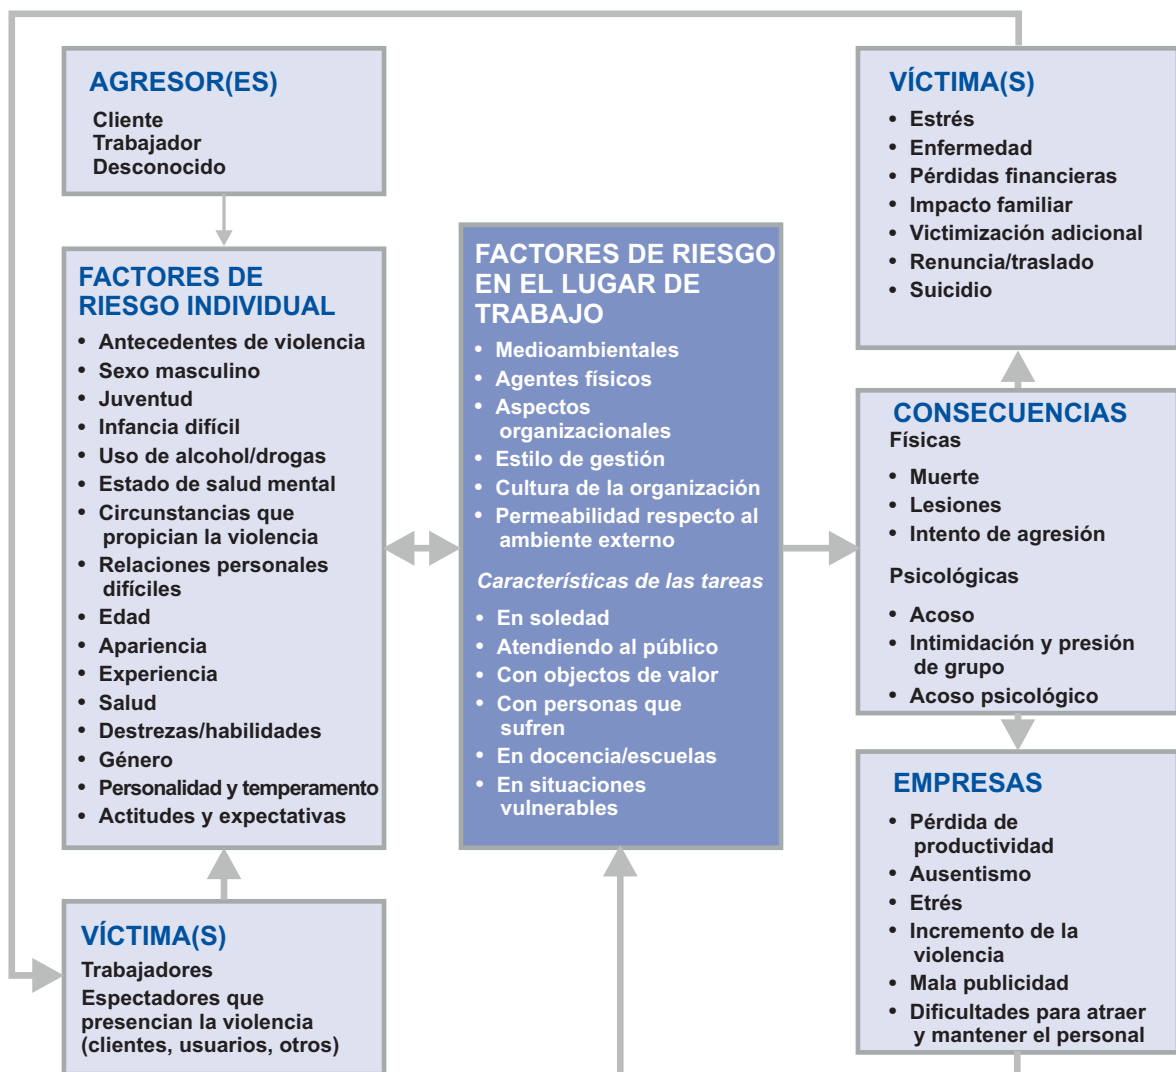 AGRESOR(ES)
Cliente
Trabajador
Desconocido
FACTORES DE
RIESGO INDIVIDUAL
• Antecedentes de violencia
• Sexo masculino
• Juventud
• Infancia difícil
• Uso de alcohol/drogas
• Estado de salud mental
• Circunstancias que
propician la violencia
• Relaciones personales
difíciles
• Edad
• Apariencia
• Experiencia
• Salud
• Destrezas/habilidades
• Género
• Personalidad y temperamento
• Actitudes y expectativas
VÍCTIMA(S)
Trabajadores
Espectadores que
presencian la violencia
(clientes, usuarios, otros)
FACTORES DE RIESGO
EN EL LUGAR DE
TRABAJO
• Medioambientales
• Agentes físicos
• Aspectos
organizacionales
• Estilo de gestión
• Cultura de la organización
• Permeabilidad respecto al
ambiente externo
Características de las tareas
• En soledad
• Atendiendo al público
• Con objetos de valor
• Con personas que
sufren
• En docencia/escuelas
• En situaciones
vulnerables
VÍCTIMA(S)
• Estrés
• Enfermedad
• Pérdidas financieras
• Impacto familiar
• Victimización adicional
• Renuncia/traslado
• Suicidio
CONSECUENCIAS
Físicas
• Muerte
• Lesiones
• Intento de agresión
Psicológicas
• Acoso
• Intimidación y presión
de grupo
• Acoso psicológico
EMPRESAS
• Pérdida de
productividad
• Ausentismo
• Etrés
• Incremento de la
violencia
• Mala publicidad
• Dificultades para atraer
y mantener el personal